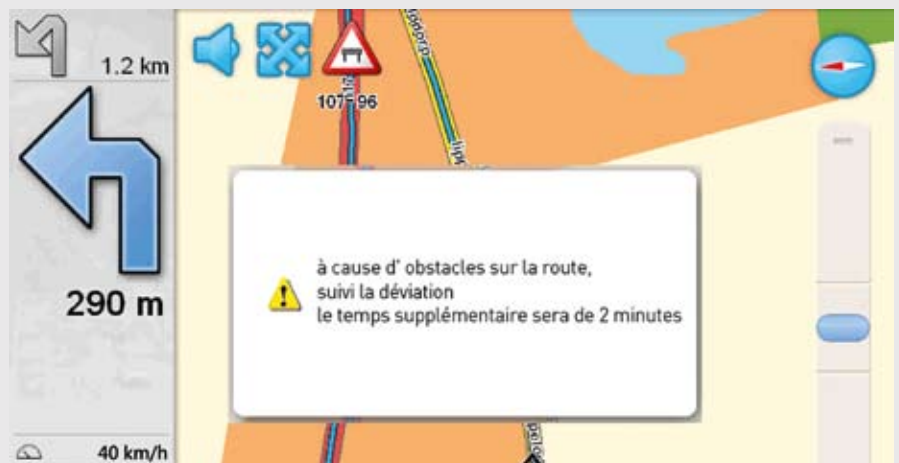 1.2 km
107-96
290 m
à cause d' obstacles sur la route,
suivi la déviation
le temps supplémentaire sera de 2 minutes
40 km/h